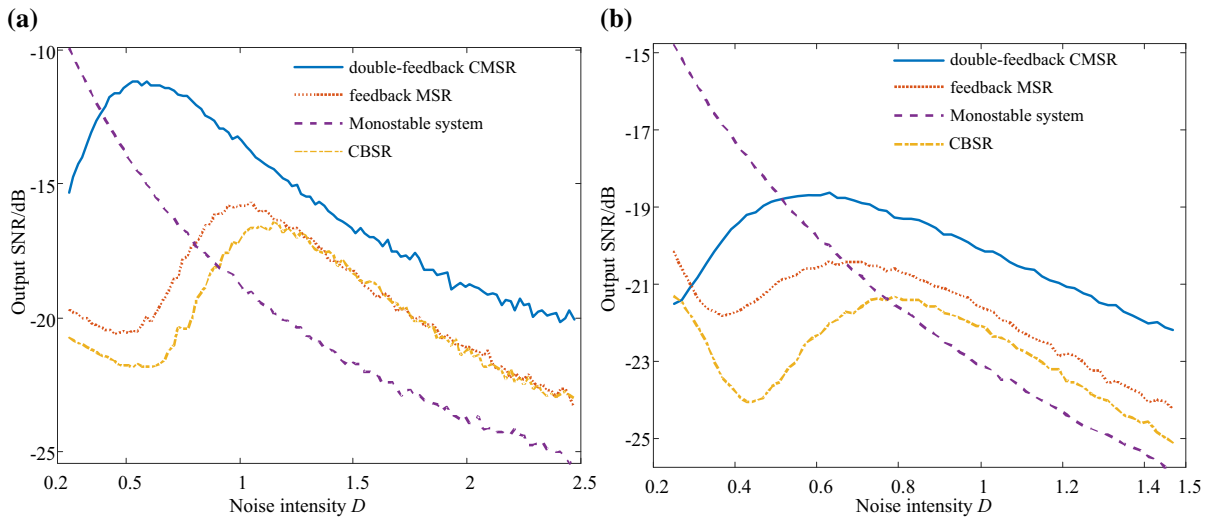 (a)
-10
-15
-20
-25
Output SNR/dB
double-feedback CMSR
feedback MSR
Monostable system
CBSR
0.2 0.5 1 1.5 2 2.5
Noise intensity D
(b)
-15
-17
-19
-21
-23
-25
Output SNR/dB
double-feedback CMSR
feedback MSR
Monostable system
CBSR
0.2 0.4 0.6 0.8 1 1.2 1.4 1.5
Noise intensity D